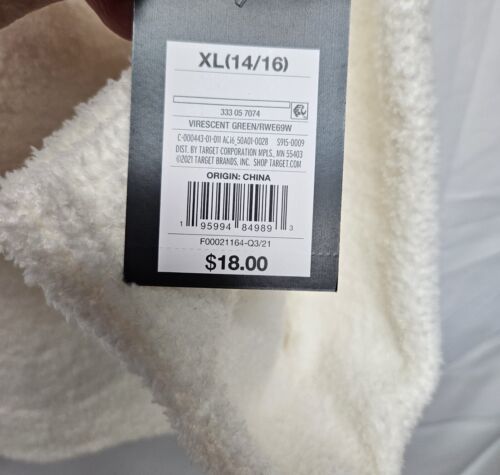 XL(14/16)
333 05 7074
VIRESCENT GREEN/RWE69W
C-000443-01-011 AG16_50A01-0028 S915-0009
DIST. BY TARGET CORPORATION MPLS., MN 55403
©2021 TARGET BRANDS, INC. SHOP TARGET.COM
ORIGIN: CHINA
1 95994 84989 3
F00021164-Q3/21
$18.00